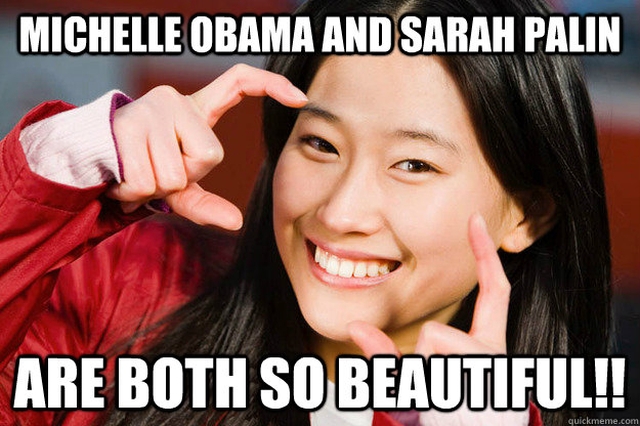 MICHELLE OBAMA AND SARAH PALIN
ARE BOTH SO BEAUTIFUL!!
quickmeme.com